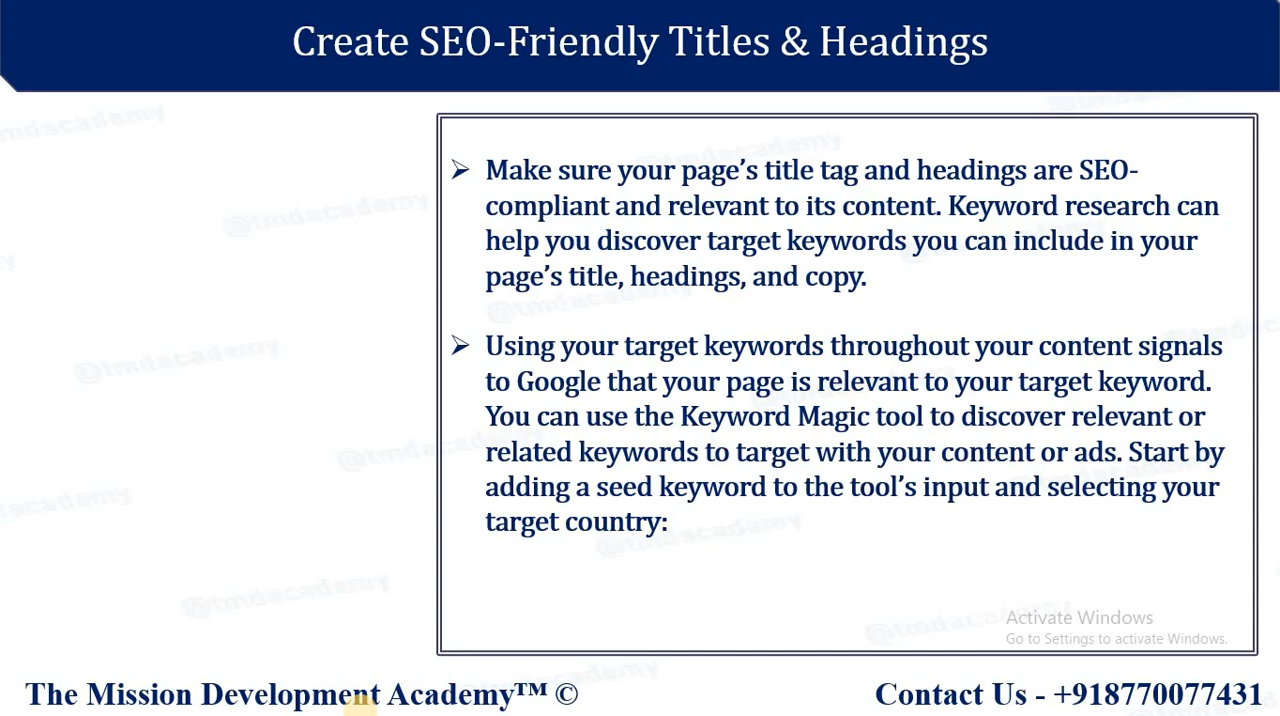 Create SEO-Friendly Titles & Headings
➢ Make sure your page’s title tag and headings are SEO-
compliant and relevant to its content. Keyword research can
help you discover target keywords you can include in your
page’s title, headings, and copy.
➢ Using your target keywords throughout your content signals
to Google that your page is relevant to your target keyword.
You can use the Keyword Magic tool to discover relevant or
related keywords to target with your content or ads. Start by
adding a seed keyword to the tool’s input and selecting your
target country:
Activate Windows
Go to Settings to activate Windows.
The Mission Development Academy™ ©
Contact Us - +918770077431
@tmdacademy